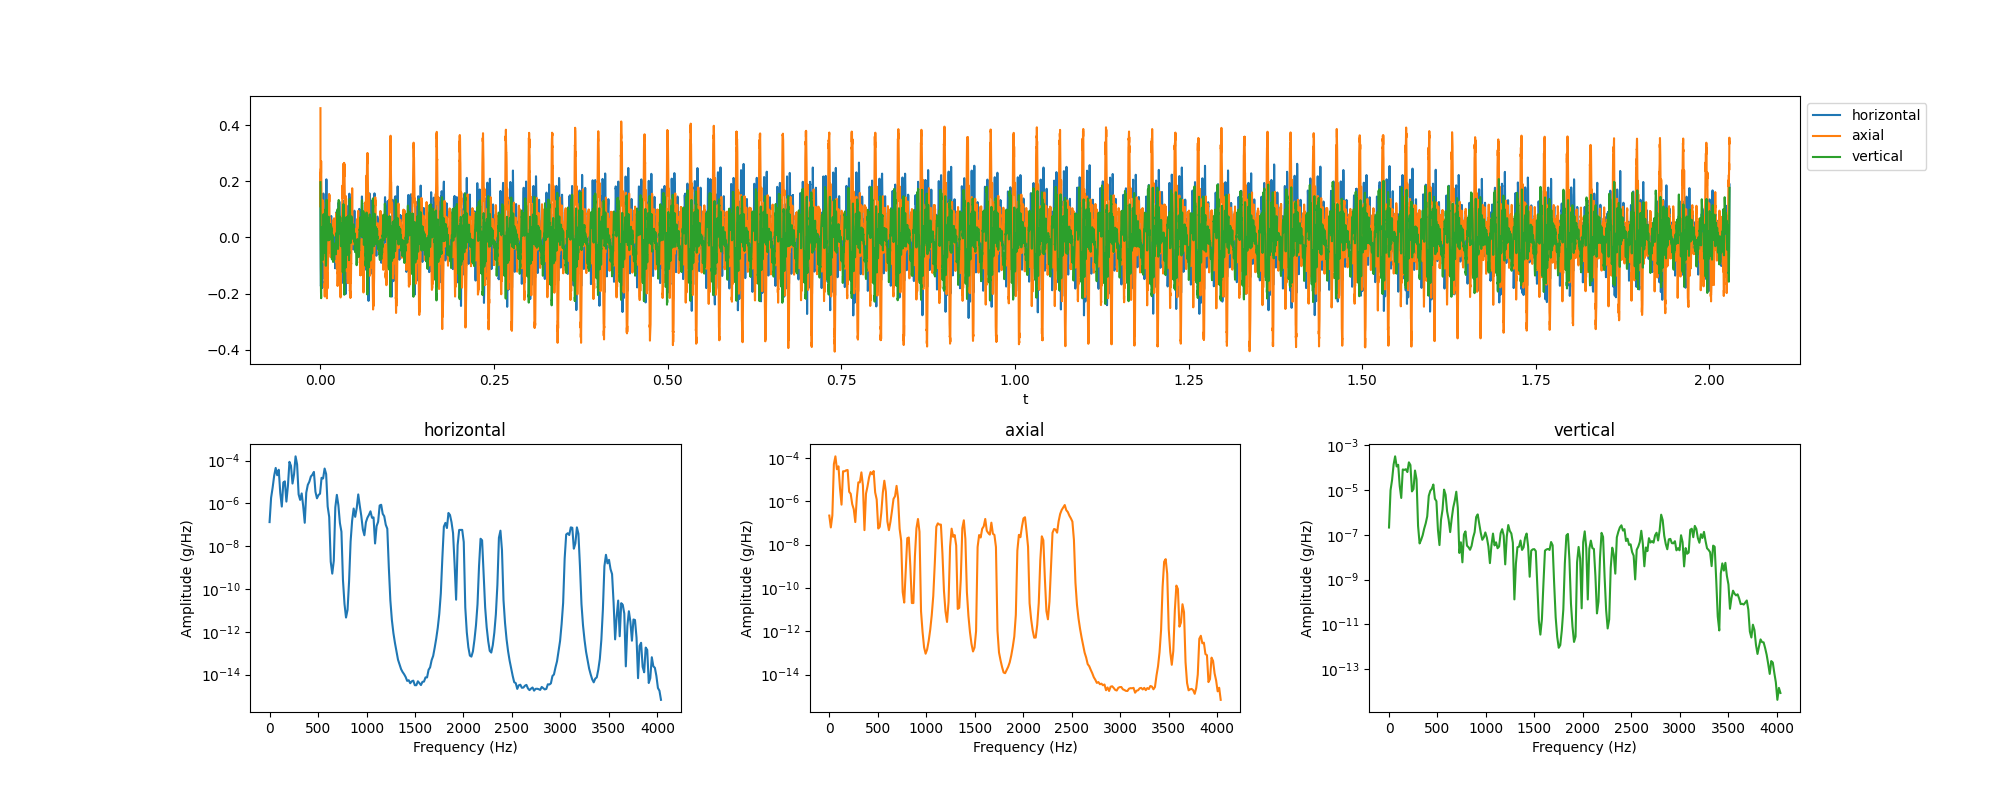 0.4
0.2
0.0
−0.2
−0.4
0.00 0.25 0.50 0.75 1.00 1.25 1.50 1.75 2.00
t
horizontal
axial
vertical
horizontal
Amplitude (g/Hz)
10⁻⁴
10⁻⁶
10⁻⁸
10⁻¹⁰
10⁻¹²
10⁻¹⁴
0 500 1000 1500 2000 2500 3000 3500 4000
Frequency (Hz)
axial
Amplitude (g/Hz)
10⁻⁴
10⁻⁶
10⁻⁸
10⁻¹⁰
10⁻¹²
10⁻¹⁴
0 500 1000 1500 2000 2500 3000 3500 4000
Frequency (Hz)
vertical
Amplitude (g/Hz)
10⁻³
10⁻⁵
10⁻⁷
10⁻⁹
10⁻¹¹
10⁻¹³
0 500 1000 1500 2000 2500 3000 3500 4000
Frequency (Hz)